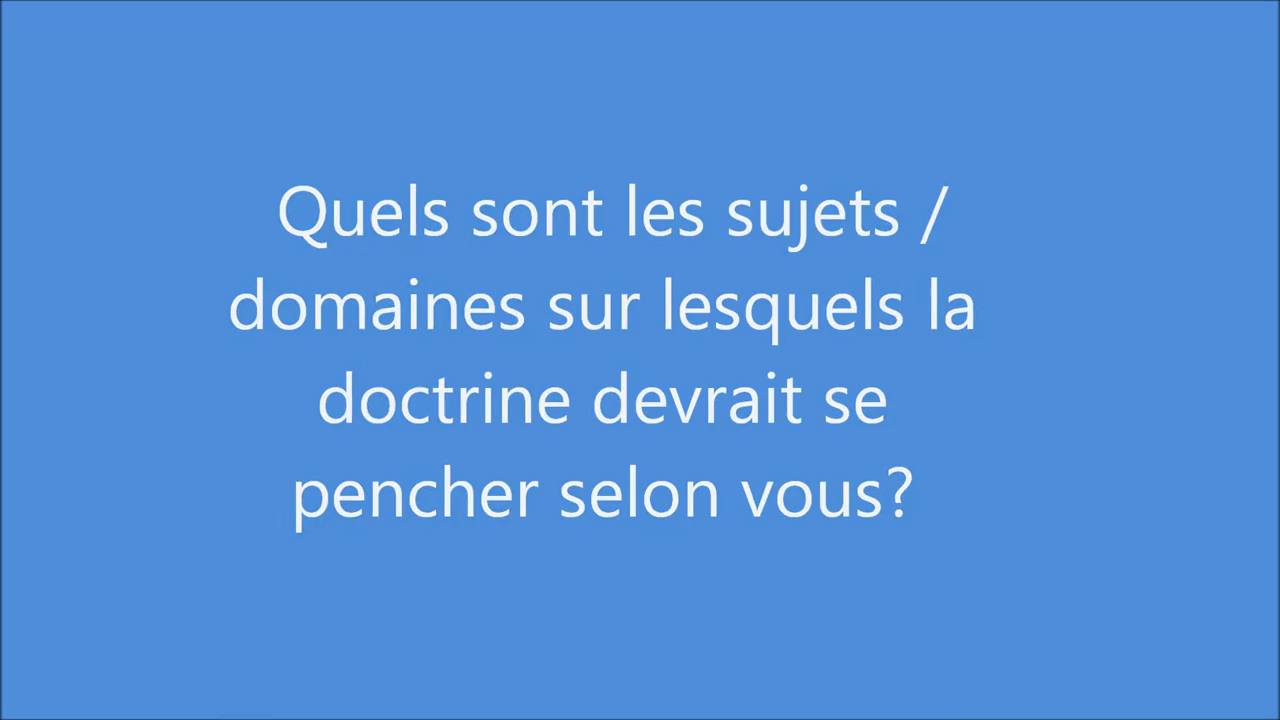 Quels sont les sujets /
domaines sur lesquels la
doctrine devrait se
pencher selon vous?